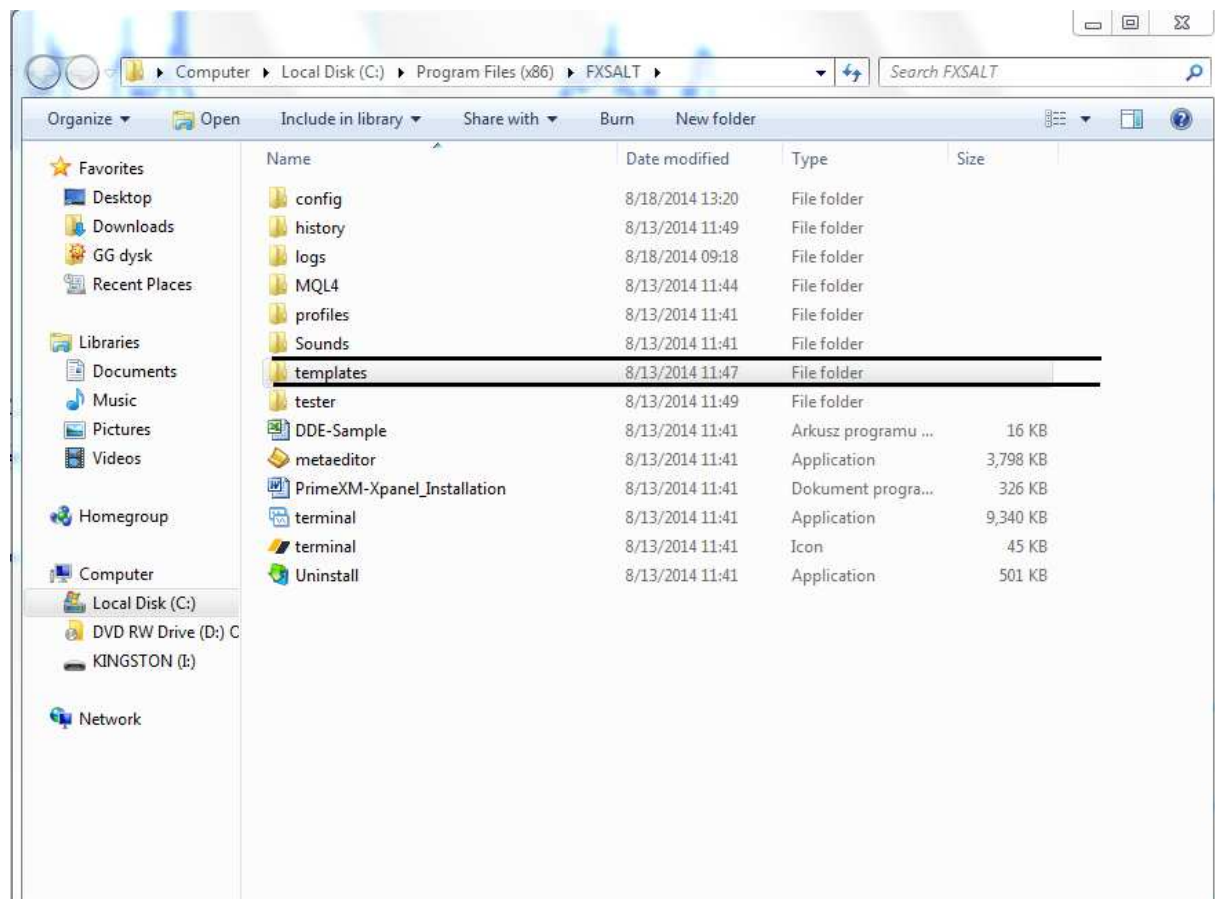 Computer ▸ Local Disk (C:) ▸ Program Files (x86) ▸ FXSALT ▸ Search FXSALT
Organize Open Include in library Share with Burn New folder
Favorites
Desktop
Downloads
GG dysk
Recent Places
Libraries
Documents
Music
Pictures
Videos
Homegroup
Computer
Local Disk (C:)
DVD RW Drive (D:) C
KINGSTON (I:)
Network
Name Date modified Type Size
config 8/18/2014 13:20 File folder
history 8/13/2014 11:49 File folder
logs 8/18/2014 09:18 File folder
MQL4 8/13/2014 11:44 File folder
profiles 8/13/2014 11:41 File folder
Sounds 8/13/2014 11:41 File folder
templates 8/13/2014 11:47 File folder
tester 8/13/2014 11:49 File folder
DDE-Sample 8/13/2014 11:41 Arkusz programu ... 16 KB
metaeditor 8/13/2014 11:41 Application 3,798 KB
PrimeXM-Xpanel_Installation 8/13/2014 11:41 Dokument progra... 326 KB
terminal 8/13/2014 11:41 Application 9,340 KB
terminal 8/13/2014 11:41 Icon 45 KB
Uninstall 8/13/2014 11:41 Application 501 KB